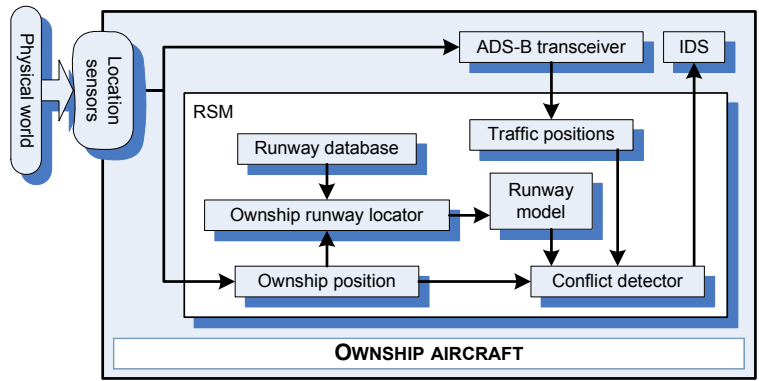 Physical world
Location
sensors
ADS-B transceiver
IDS
RSM
Traffic positions
Runway database
Runway
model
Ownship runway locator
Ownship position
Conflict detector
OWNSHIP AIRCRAFT